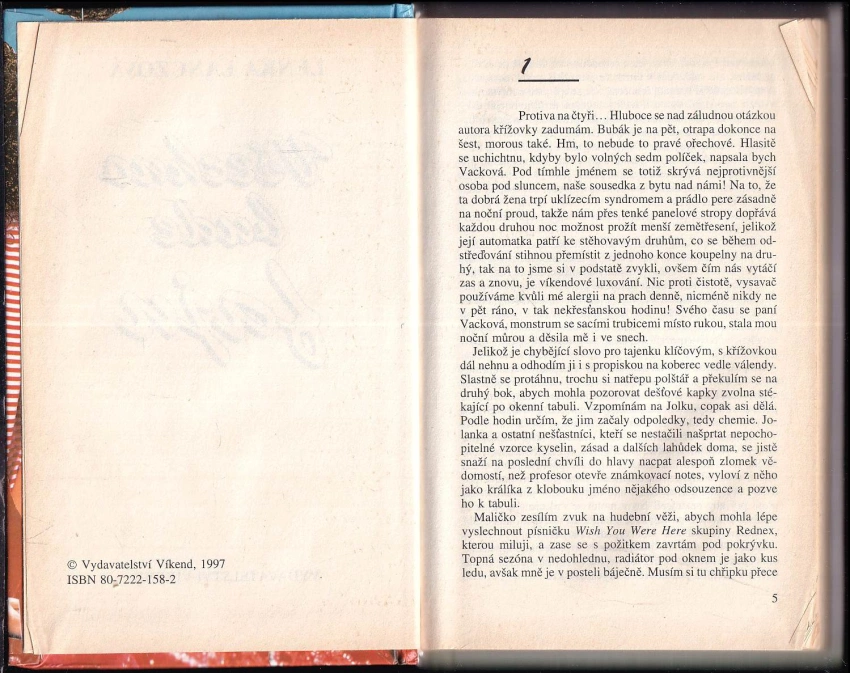 © Vydavatelství Víkend, 1997
ISBN 80-7222-158-2
1
Protiva na čtyři... Hluboce se nad záludnou otázkou
autora křížovky zadumám. Bubák je na pět, otrapa dokonce na
šest, morous také. Hm, to nebude to pravé ořechové. Hlasitě
se uchichtnu, kdyby bylo volných sedm políček, napsala bych
Vacková. Pod tímhle jménem se totiž skrývá nejprotivnější
osoba pod sluncem, naše sousedka z bytu nad námi! Na to, že
ta dobrá žena trpí uklízecím syndromem a prádlo pere zásadně
na noční proud, takže nám přes tenké panelové stropy dopřává
každou druhou noc možnost prožít menší zemětřesení, jelikož
její automatka patří ke stěhovavým druhům, co se během od-
střeďování stihnou přemístit z jednoho konce koupelny na dru-
hý, tak na to jsme si v podstatě zvykli, ovšem čím nás vytáčí
zas a znovu, je víkendové luxování. Nic proti čistotě, vysavač
používáme kvůli mé alergii na prach denně, nicméně nikdy ne
v pět ráno, v tak nekřesťanskou hodinu! Svého času se paní
Vacková, monstrum se sacími trubicemi místo rukou, stala mou
noční můrou a děsila mě i ve snech.
Jelikož je chybějící slovo pro tajenku klíčovým, s křížovkou
dál nehnu a odhodím ji i s propiskou na koberec vedle válendy.
Slastně se protáhnu, trochu si natřepu polštář a překulím se na
druhý bok, abych mohla pozorovat dešťové kapky zvolna sté-
kající po okenní tabuli. Vzpomínám na Jolku, copak asi dělá.
Podle hodin určím, že jim začaly odpoledky, tedy chemie. Jo-
lanka a ostatní nešťastníci, kteří se nestačili našprtat nepocho-
pitelné vzorce kyselin, zásad a dalších lahůdek doma, se jistě
snaží na poslední chvíli do hlavy nacpat alespoň zlomek vě-
domostí, než profesor otevře známkovací notes, vyloví z něho
jako králíka z klobouku jméno nějakého odsouzence a pozve
ho k tabuli.
Maličko zesílím zvuk na hudební věži, abych mohla lépe
vyslechnout písničku Wish You Were Here skupiny Rednex,
kterou miluji, a zase se s požitkem zavrtám pod pokrývku.
Topná sezóna v nedohlednu, radiátor pod oknem je jako kus
ledu, avšak mně je v posteli báječně. Musím si tu chřipku přece
5